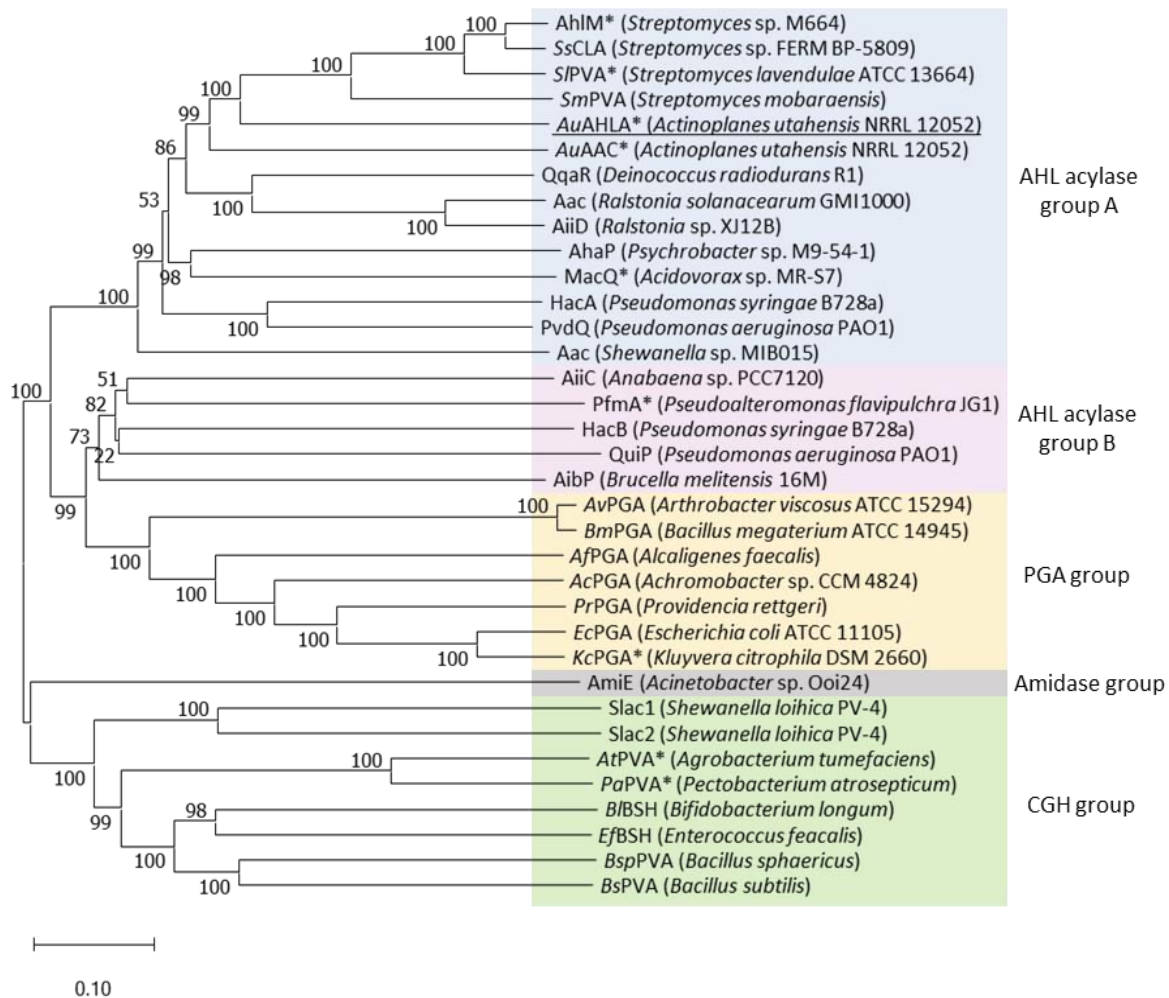 100 AhlM* (Streptomyces sp. M664)
100 SsCLA (Streptomyces sp. FERM BP-5809)
100 SlPVA* (Streptomyces lavendulae ATCC 13664)
100 SmPVA (Streptomyces mobaraensis)
99 AuAHLA* (Actinoplanes utahensis NRRL 12052)
86 AuAAC* (Actinoplanes utahensis NRRL 12052)
QqaR (Deinococcus radiodurans R1)
AHL acylase
group A
53 100 Aac (Ralstonia solanacearum GMI1000)
100 AiiD (Ralstonia sp. XJ12B)
99 AhaP (Psychrobacter sp. M9-54-1)
98 MacQ* (Acidovorax sp. MR-S7)
100 HacA (Pseudomonas syringae B728a)
100 PvdQ (Pseudomonas aeruginosa PAO1)
Aac (Shewanella sp. MIB015)
100 51 AiiC (Anabaena sp. PCC7120)
82 PfmA* (Pseudoalteromonas flavipulchra JG1)
AHL acylase
group B
73 HacB (Pseudomonas syringae B728a)
22 QuiP (Pseudomonas aeruginosa PAO1)
AibP (Brucella melitensis 16M)
99 100 AvPGA (Arthrobacter viscosus ATCC 15294)
BmPGA (Bacillus megaterium ATCC 14945)
100 AfPGA (Alcaligenes faecalis)
100 AcPGA (Achromobacter sp. CCM 4824)
PGA group
100 PrPGA (Providencia rettgeri)
100 EcPGA (Escherichia coli ATCC 11105)
100 KcPGA* (Kluyvera citrophila DSM 2660)
AmiE (Acinetobacter sp. Ooi24)
Amidase group
100 Slac1 (Shewanella loihica PV-4)
Slac2 (Shewanella loihica PV-4)
100 100 AtPVA* (Agrobacterium tumefaciens)
PaPVA* (Pectobacterium atrosepticum)
CGH group
99 98 BlBSH (Bifidobacterium longum)
EfBSH (Enterococcus feacalis)
100 BspPVA (Bacillus sphaericus)
100 BsPVA (Bacillus subtilis)
0.10